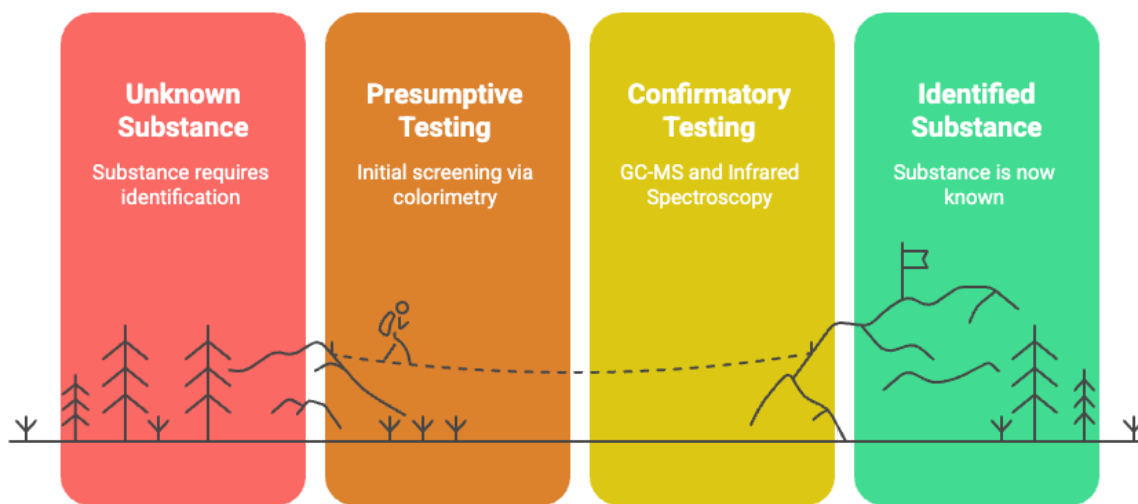 Unknown
Substance
Substance requires
identification
Presumptive
Testing
Initial screening via
colorimetry
Confirmatory
Testing
GC-MS and Infrared
Spectroscopy
Identified
Substance
Substance is now
known